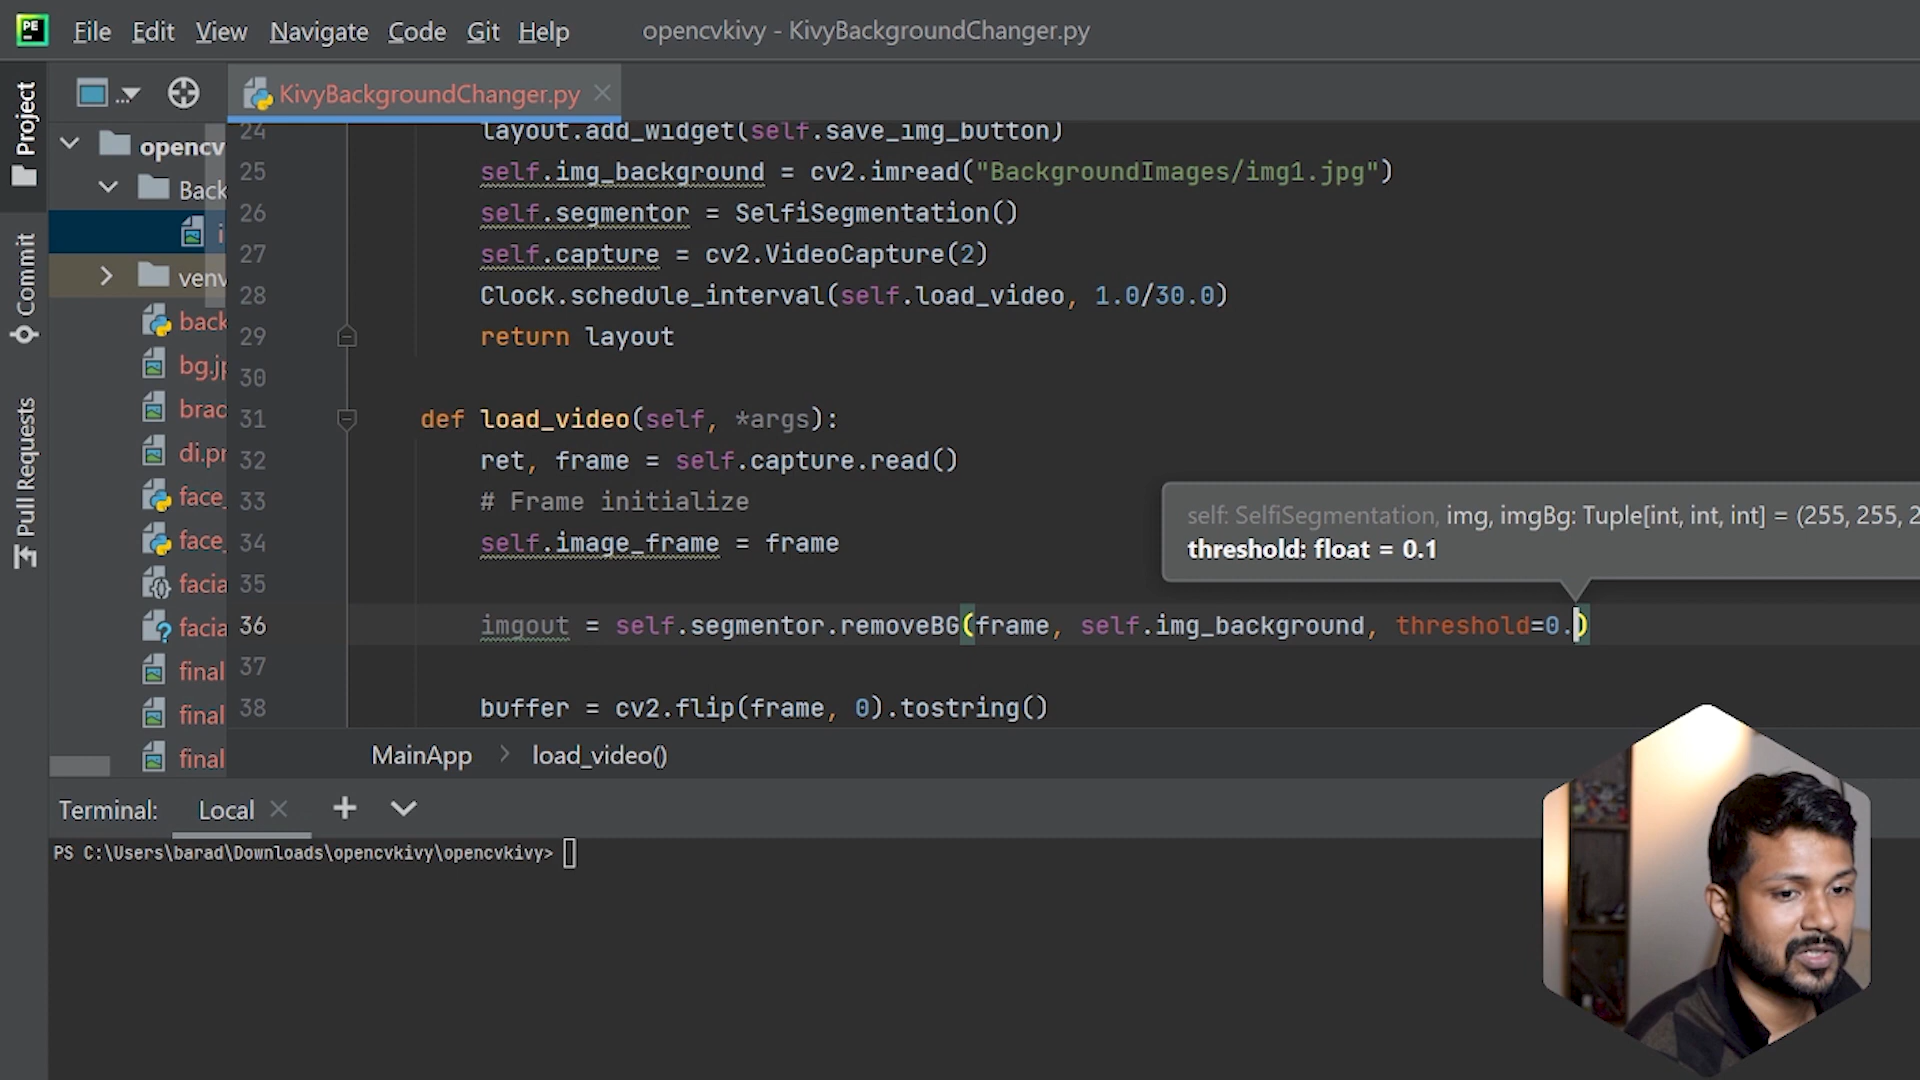 PE File Edit View Navigate Code Git Help opencvkivy - KivyBackgroundChanger.py
KivyBackgroundChanger.py
Project
Commit
Pull Requests
opencv
Back
i
venv
back
bg.jp
brac
di.pr
face_
face_
facia
facia
final
final
final
24 layout.add_widget(self.save_img_button)
25 self.img_background = cv2.imread("BackgroundImages/img1.jpg")
26 self.segmentor = SelfiSegmentation()
27 self.capture = cv2.VideoCapture(2)
28 Clock.schedule_interval(self.load_video, 1.0/30.0)
29 return layout
30
31 def load_video(self, *args):
32 ret, frame = self.capture.read()
33 # Frame initialize
34 self.image_frame = frame
35
36 imgout = self.segmentor.removeBG(frame, self.img_background, threshold=0.)
37
38 buffer = cv2.flip(frame, 0).tostring()
self: SelfiSegmentation, img, imgBg: Tuple[int, int, int] = (255, 255, 2
threshold: float = 0.1
MainApp > load_video()
Terminal: Local
PS C:\Users\barad\Downloads\opencvkivy\opencvkivy>